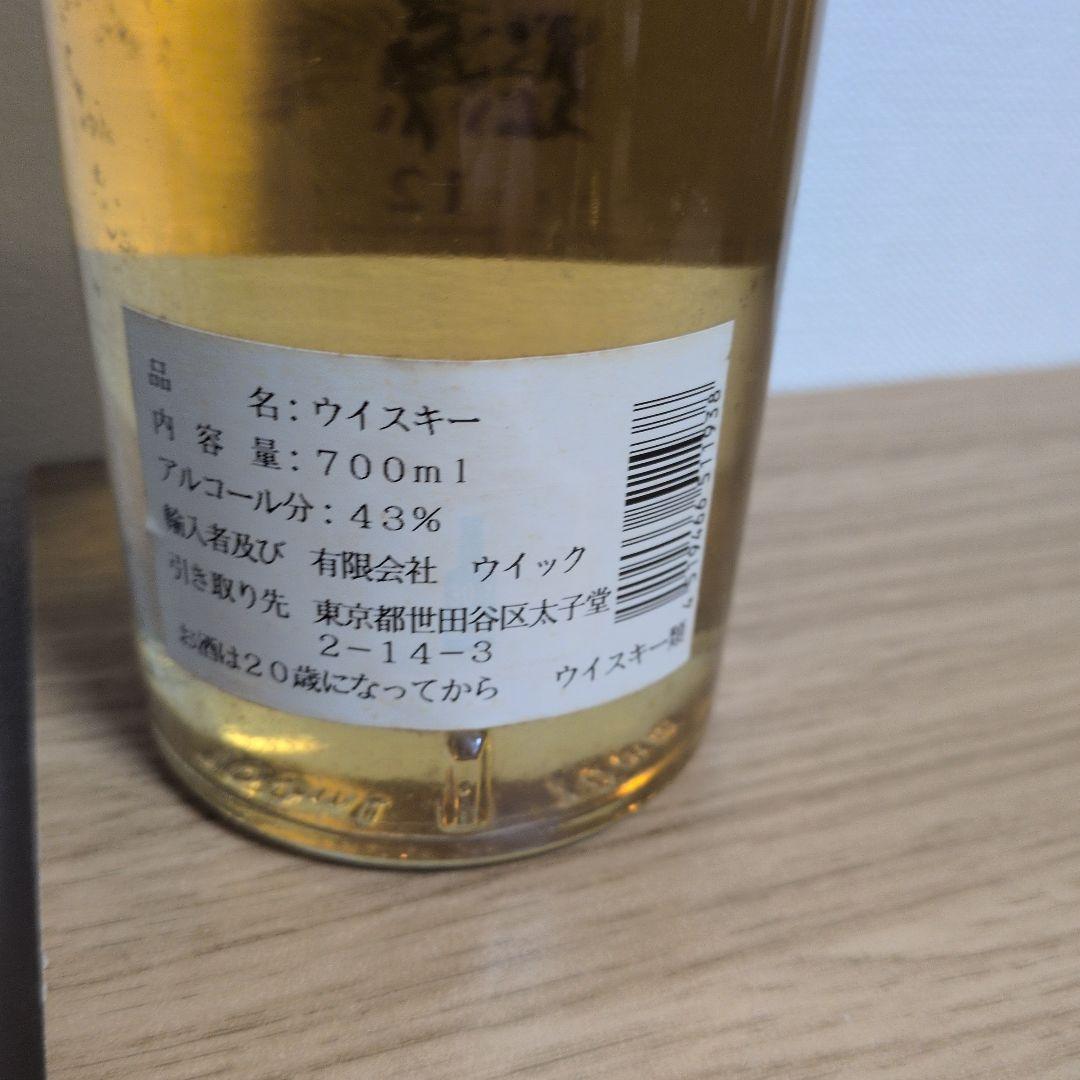 12
品 名：ウイスキー
内 容 量：７００ｍｌ
アルコール分：４３％
輸入者及び 有限会社 ウイック
引き取り先 東京都世田谷区太子堂
２－１４－３
お酒は２０歳になってから ウイスキー類
4519466511938